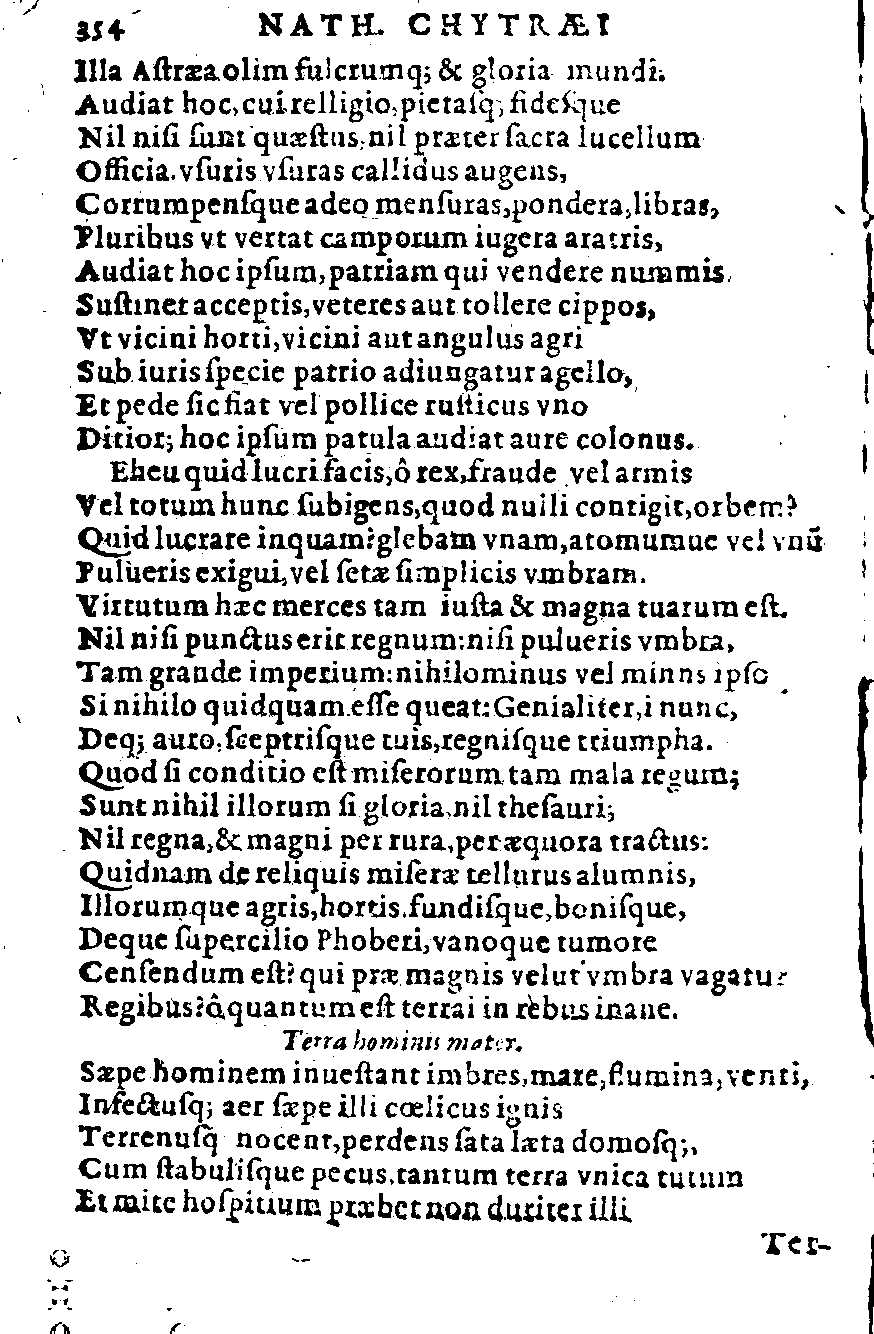 354 NATH. CHYTRÆI
Illa Aſtræa olim fulcrumq; & gloria mundi.
Audiat hoc, cui relligio, pietaſq; fideſque
Nil niſi ſunt quæſtus, nil præter ſacra lucellum
Officia. vſuris vſuras callidus augens,
Corrumpenſque adeo menſuras, pondera, libras,
Pluribus vt vertat camporum iugera aratris,
Audiat hoc ipſum, patriam qui vendere nummis
Suſtinet acceptis, veteres aut tollere cippos,
Vt vicini horti, vicini aut angulus agri
Sub iuris ſpecie patrio adiungatur agello,
Et pede ſic fiat vel pollice ruſticus vno
Ditior; hoc ipſum patula audiat aure colonus.
Eheu quid lucri facis, ô rex, fraude vel armis
Vel totum hunc ſubigens, quod nulli contigit, orbem?
Quid lucrare inquam? glebam vnam, atomumue vel vnū
Pulueris exigui, vel ſetæ ſimplicis vmbram.
Virtutum hæc merces tam iuſta & magna tuarum eſt.
Nil niſi punctus erit regnum: niſi pulueris vmbra,
Tam grande imperium: nihilominus vel minns ipſo
Si nihilo quidquam eſſe queat: Genialiter, i nunc,
Deq; auro, ſceptriſque tuis, regniſque triumpha.
Quod ſi conditio eſt miſerorum tam mala regum;
Sunt nihil illorum ſi gloria, nil theſauri;
Nil regna, & magni per rura, per æquora tractus:
Quidnam de reliquis miſeræ tellurus alumnis,
Illorumque agris, hortis, fundiſque, boniſque,
Deque ſupercilio Phoberi, vanoque tumore
Cenſendum eſt? qui præ magnis velut vmbra vagatur
Regibus? ô quantum eſt terrai in rebus inane.
Terra hominis mater.
Sæpe hominem inueſtant imbres, mare, flumina, venti,
Infectuſq; aer ſæpe illi cœlicus ignis
Terrenuſq̃ nocent, perdens ſata læta domoſq;,
Cum ſtabuliſque pecus, tantum terra vnica tutum
Et mite hoſpitium præbet non duriter illi
Ter-